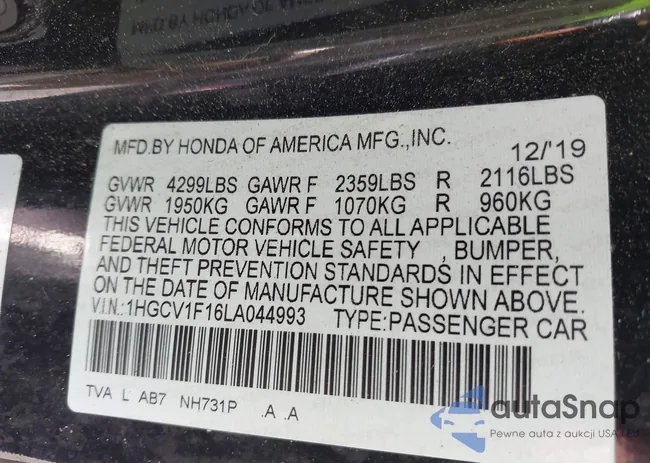 MFD.BY HONDA OF AMERICA MFG.,INC. 12/'19
GVWR 4299LBS GAWR F 2359LBS R 2116LBS
GVWR 1950KG GAWR F 1070KG R 960KG
THIS VEHICLE CONFORMS TO ALL APPLICABLE
FEDERAL MOTOR VEHICLE SAFETY , BUMPER,
AND THEFT PREVENTION STANDARDS IN EFFECT
ON THE DATE OF MANUFACTURE SHOWN ABOVE.
V.I.N.:1HGCV1F16LA044993 TYPE:PASSENGER CAR
TVA L AB7 NH731P .A .A
autaSnap
Pewne auta z aukcji USA i EU